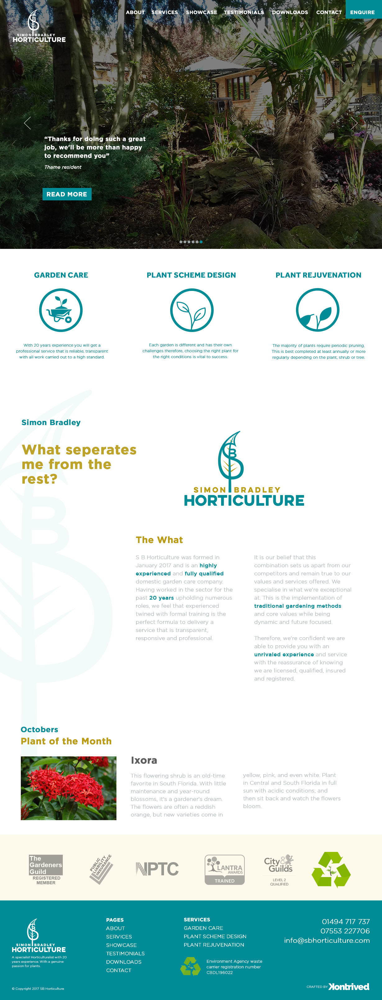 ABOUT SERVICES SHOWCASE TESTIMONIALS DOWNLOADS CONTACT ENQUIRE
SB
SIMON BRADLEY
HORTICULTURE
“Thanks for doing such a great
job, we'll be more than happy
to recommend you”
Thame resident
READ MORE
GARDEN CARE
With 20 years experience you will get a
professional service that is reliable, transparent
with all work carried out to a high standard.
PLANT SCHEME DESIGN
Each garden is different and has their own
challenges therefore, choosing the right plant for
the right conditions is vital to success.
PLANT REJUVENATION
The majority of plants require periodic pruning.
This is best completed at least annually or more
regularly depending on the plant, shrub or tree.
Simon Bradley
What seperates
me from the
rest?
SB
SIMON BRADLEY
HORTICULTURE
SB
The What
S B Horticulture was formed in
January 2017 and is an highly
experienced and fully qualified
domestic garden care company.
Having worked in the sector for the
past 20 years upholding numerous
roles, we feel that experienced
twined with formal training is the
perfect formula to delivery a
service that is transparent,
responsive and professional.
It is our belief that this
combination sets us apart from our
competitors and remain true to our
values and services offered. We
specialise in what we're exceptional
at. This is the implementation of
traditional gardening methods
and core values while being
dynamic and future focused.
Therefore, we're confident we are
able to provide you with an
unrivaled experience and service
with the reassurance of knowing
we are licensed, qualified, insured
and registered.
Octobers
Plant of the Month
Ixora
This flowering shrub is an old-time
favorite in South Florida. With little
maintenance and year-round
blossoms, it's a gardener's dream.
The flowers are often a reddish
orange, but new varieties come in
yellow, pink, and even white. Plant
in Central and South Florida in full
sun with acidic conditions, and
then sit back and watch the flowers
bloom.
The
Gardeners
Guild
REGISTERED
MEMBER
PUBLIC
LIABILITY
INSURANCE
NPTC
LANTRA
AWARDS
TRAINED
City &
Guilds
LEVEL 2
QUALIFIED
SB
SIMON BRADLEY
HORTICULTURE
A specialist Horticulturalist with 20
years experience. With a genuine
passion for plants.
© Copyright 2017 SB Horticulture
PAGES
ABOUT
SERVICES
SHOWCASE
TESTIMONIALS
DOWNLOADS
CONTACT
SERVICES
GARDEN CARE
PLANT SCHEME DESIGN
PLANT REJUVENATION
Environment Agency waste
carrier registration number
CBDL196022
01494 717 737
07553 227706
info@sbhorticulture.com
CRAFTED BY Kontrived